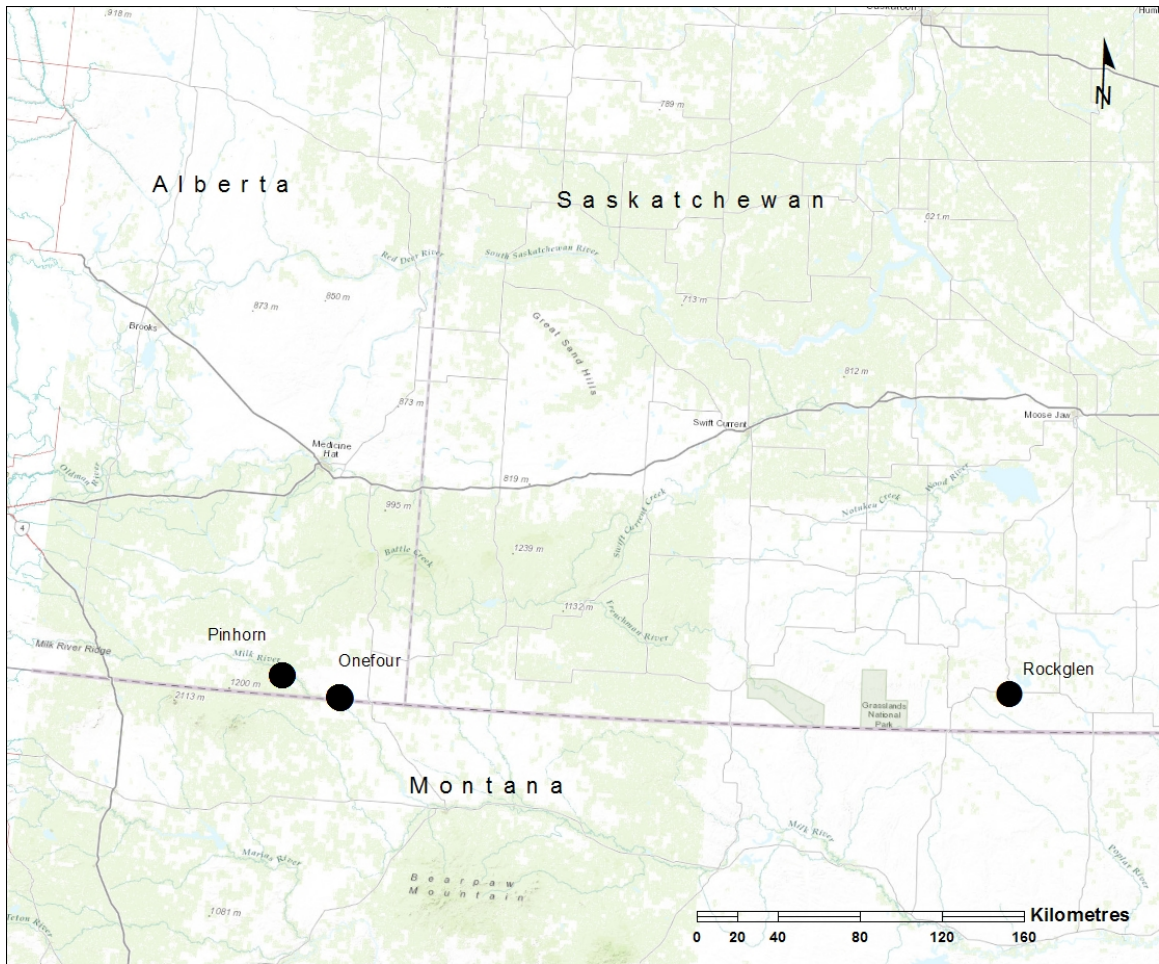 918 m
Saskatoon
Hum
N
789 m
Alberta
Saskatchewan
621 m
Red Deer River
South Saskatchewan River
873 m
850 m
713 m
Brooks
Great Sand Hills
812 m
873 m
Swift Current
Moose Jaw
Medicine
Hat
Oldman River
819 m
995 m
Wood River
Notukeu Creek
4
Swift Current Creek
Battle Creek
1239 m
1132 m
Frenchman River
Pinhorn
Milk River Ridge
Milk River
Onefour
Rockglen
1200 m
2113 m
Grasslands
National
Park
Montana
Milk River
Marias River
Poplar River
Bearpaw
Mountain
1081 m
Teton River
Kilometres
0 20 40 80 120 160